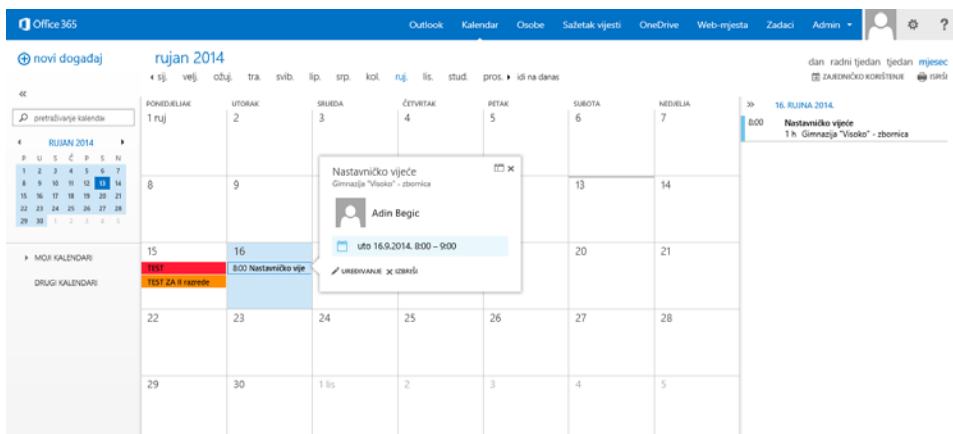 Office 365
Outlook Kalendar Osobe Sažetak vijesti OneDrive Web-mjesta Zadaci Admin ?
novi događaj
rujan 2014
dan radni tjedan tjedan mjesec
sij. velj. ožuj. tra. svib. lip. srp. kol. ruj. lis. stud. pros. idi na danas
ZAJEDNIČKO KORIŠTENJE ISPIŠI
«
pretraživanje kalendar
RUJAN 2014
P U S Č P S N
1 2 3 4 5 6 7
8 9 10 11 12 13 14
15 16 17 18 19 20 21
22 23 24 25 26 27 28
29 30 1 2 3 4 5
MOJI KALENDARI
DRUGI KALENDARI
PONEDJELJAK UTORAK SRIJEDA ČETVRTAK PETAK SUBOTA NEDJELJA
1 ruj 2 3 4 5 6 7
8 9 13 14
15 16 20 21
TEST
8:00 Nastavničko vije
TEST ZA II razrede
22 23 24 25 26 27 28
29 30 1 lis 2 3 4 5
Nastavničko vijeće
Gimnazija "Visoko" - zbornica
Adin Begic
uto 16.9.2014. 8:00 – 9:00
UREĐIVANJE IZBRIŠI
» 16. RUJNA 2014.
8:00 Nastavničko vijeće
1 h Gimnazija "Visoko" - zbornica